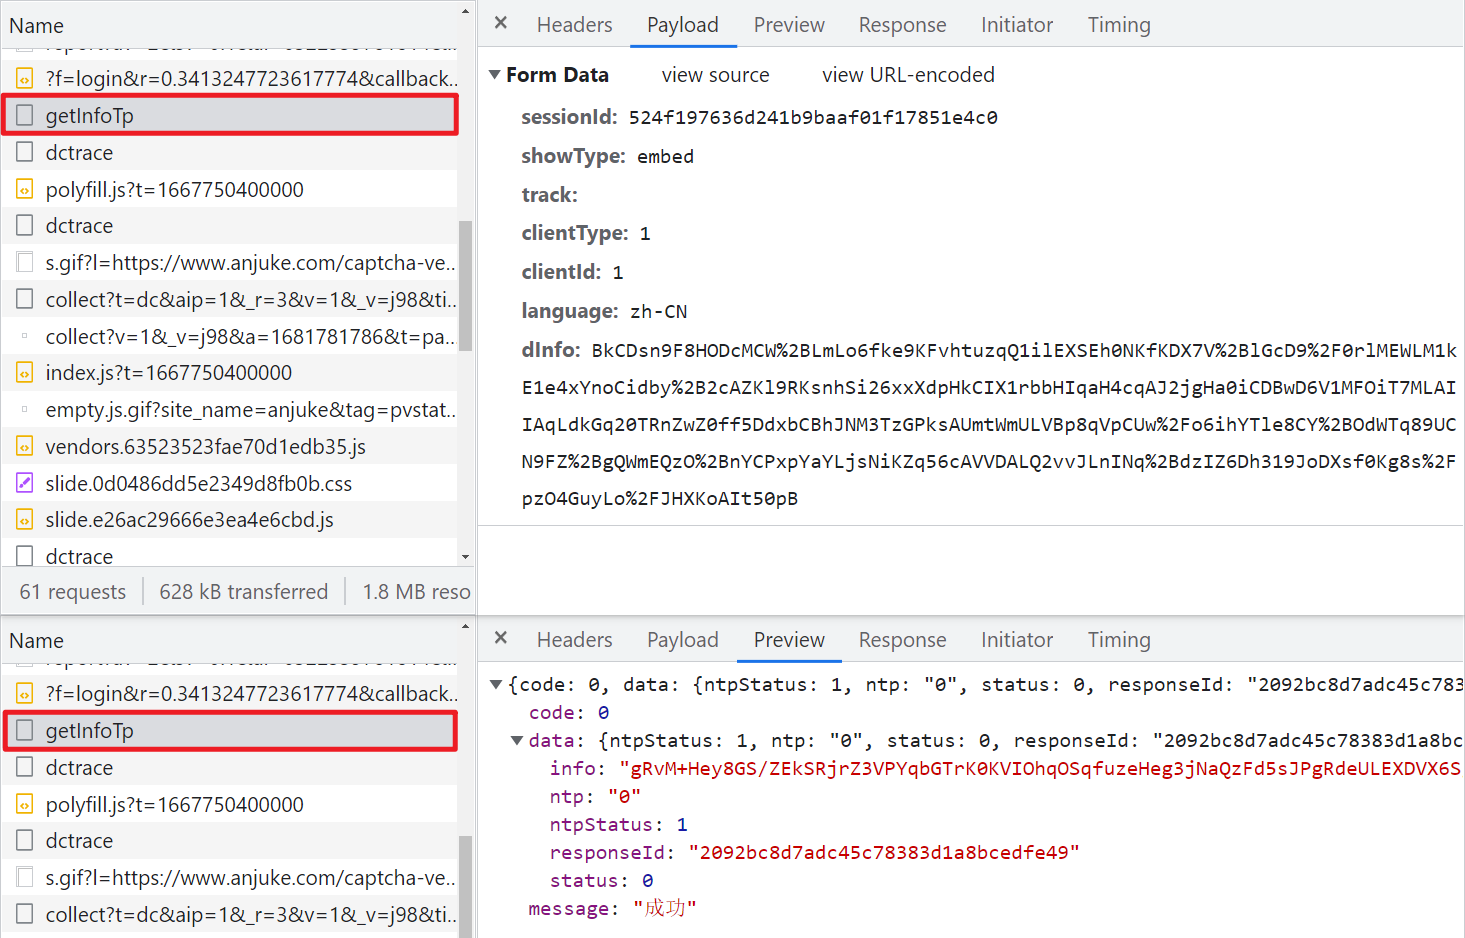 Name
?f=login&r=0.3413247723617774&callback...
getInfoTp
dctrace
polyfill.js?t=1667750400000
dctrace
s.gif?l=https://www.anjuke.com/captcha-ve...
collect?t=dc&aip=1&_r=3&v=1&_v=j98&ti...
collect?v=1&_v=j98&a=1681781786&t=pa...
index.js?t=1667750400000
empty.js.gif?site_name=anjuke&tag=pvstat...
vendors.63523523fae70d1edb35.js
slide.0d0486dd5e2349d8fb0b.css
slide.e26ac29666e3ea4e6cbd.js
dctrace
61 requests 628 kB transferred 1.8 MB reso
Headers Payload Preview Response Initiator Timing
Form Data view source view URL-encoded
sessionId: 524f197636d241b9baaf01f17851e4c0
showType: embed
track:
clientType: 1
clientId: 1
language: zh-CN
dInfo: BkCDsn9F8HODcMCW%2BLmLo6fke9KFvhtuzqQ1ilEXSEh0NKfKDX7V%2BlGcD9%2F0rlMEWLM1k
E1e4xYnoCidby%2B2cAZKl9RKsnhSi26xxXdpHkCIX1rbbHIqaH4cqAJ2jgHa0iCDBwD6V1MFOiT7MLAI
IAqLdkGq20TRnZwZ0ff5DdxbCBhJNM3TzGPksAUmtWmULVBp8qVpCUw%2Fo6ihYTle8CY%2BOdWTq89UC
N9FZ%2BgQWmEQzO%2BnYCPxpYaYLjsNiKZq56cAVVDALQ2vvJLnINq%2BdzIZ6Dh319JoDXsf0Kg8s%2F
pzO4GuyLo%2FJHXKoAIt50pB
Name
?f=login&r=0.3413247723617774&callback...
getInfoTp
dctrace
polyfill.js?t=1667750400000
dctrace
s.gif?l=https://www.anjuke.com/captcha-ve...
collect?t=dc&aip=1&_r=3&v=1&_v=j98&ti...
Headers Payload Preview Response Initiator Timing
{code: 0, data: {ntpStatus: 1, ntp: "0", status: 0, responseId: "2092bc8d7adc45c783
code: 0
data: {ntpStatus: 1, ntp: "0", status: 0, responseId: "2092bc8d7adc45c78383d1a8bc
info: "gRvM+Hey8GS/ZEkSRjrZ3VPYqbGTrK0KVIOhqOSqfuzeHeg3jNaQzFd5sJPgRdeULEXDVX6S
ntp: "0"
ntpStatus: 1
responseId: "2092bc8d7adc45c78383d1a8bcedfe49"
status: 0
message: "成功"